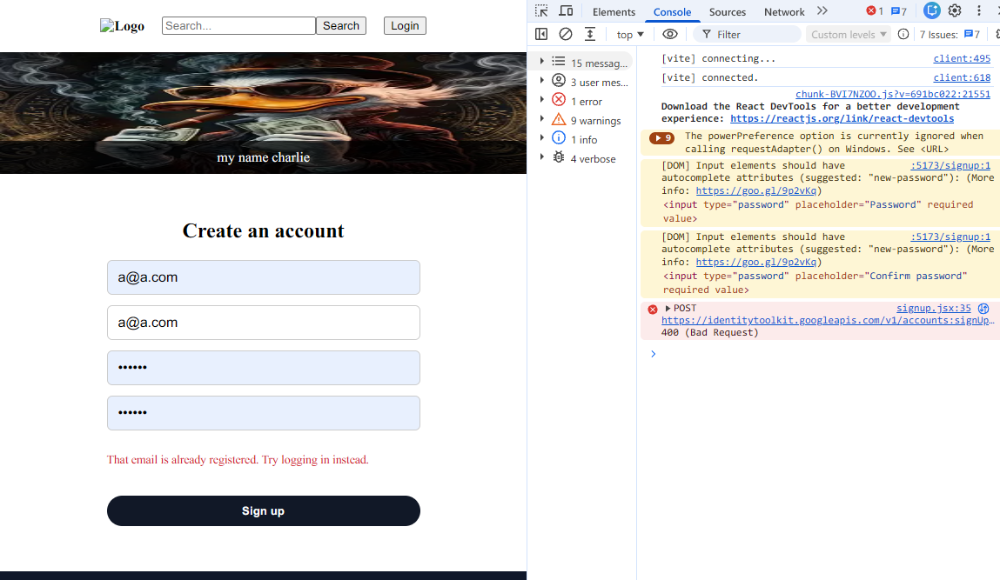 Logo
Search...
Search
Login
my name charlie
Create an account
a@a.com
a@a.com
••••••
••••••
That email is already registered. Try logging in instead.
Sign up
Elements
Console
Sources
Network
1
7
top
Filter
Custom levels
7 Issues:
7
15 messag...
3 user mes...
1 error
9 warnings
1 info
4 verbose
[vite] connecting... client:495
[vite] connected. client:618
chunk-BVI7NZOO.js?v=691bc022:21551
Download the React DevTools for a better development
experience: https://reactjs.org/link/react-devtools
9 The powerPreference option is currently ignored when
calling requestAdapter() on Windows. See <URL>
[DOM] Input elements should have :5173/signup:1
autocomplete attributes (suggested: "new-password"): (More
info: https://goo.gl/9p2vKq)
<input type="password" placeholder="Password" required
value>
[DOM] Input elements should have :5173/signup:1
autocomplete attributes (suggested: "new-password"): (More
info: https://goo.gl/9p2vKq)
<input type="password" placeholder="Confirm password"
required value>
POST signup.jsx:35
https://identitytoolkit.googleapis.com/v1/accounts:signUp…
400 (Bad Request)